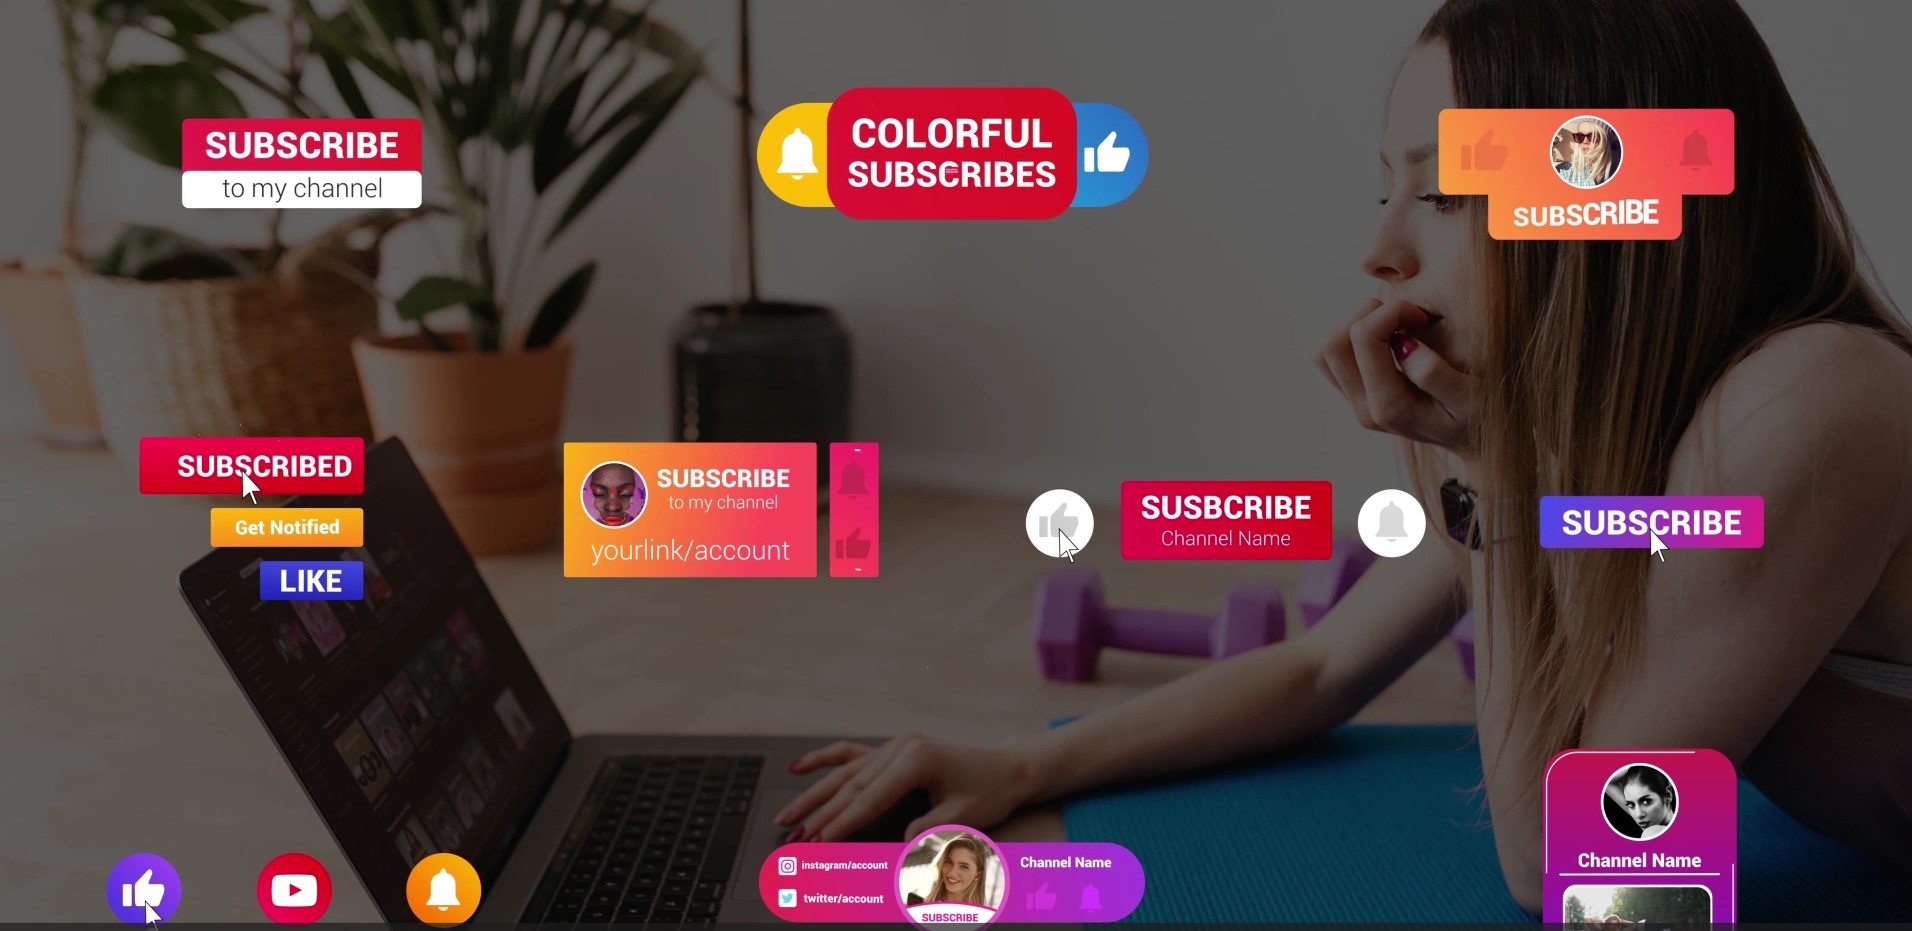 SUBSCRIBE
to my channel
COLORFUL
SUBSCRIBES
SUBSCRIBE
SUBSCRIBED
Get Notified
LIKE
SUBSCRIBE
to my channel
yourlink/account
SUSBCRIBE
Channel Name
SUBSCRIBE
instagram/account
twitter/account
SUBSCRIBE
Channel Name
Channel Name